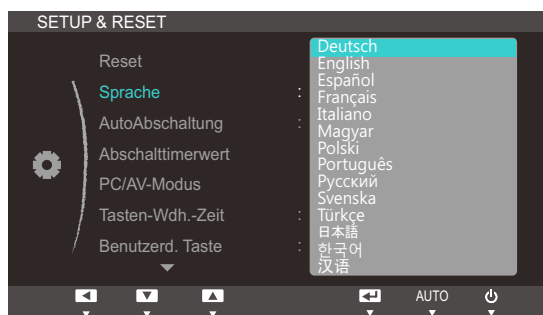 SETUP & RESET
Reset
Sprache :
AutoAbschaltung :
Abschalttimerwert
PC/AV-Modus
Tasten-Wdh.-Zeit :
Benutzerd. Taste :
Deutsch
English
Español
Français
Italiano
Magyar
Polski
Português
Русский
Svenska
Türkçe
日本語
한국어
汉语
AUTO